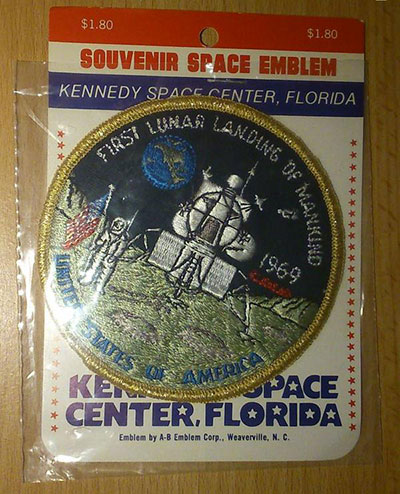 $1.80 $1.80
SOUVENIR SPACE EMBLEM
KENNEDY SPACE CENTER, FLORIDA
FIRST LUNAR LANDING OF MANKIND
1969
UNITED STATES OF AMERICA
SPACE
CENTER, FLORIDA
Emblem by A-B Emblem Corp., Weaverville, N. C.